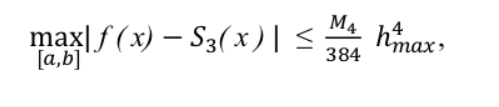 max|f(x) − S₃(x)| ≤ M₄/384 h⁴ₘₐₓ,
[a,b]